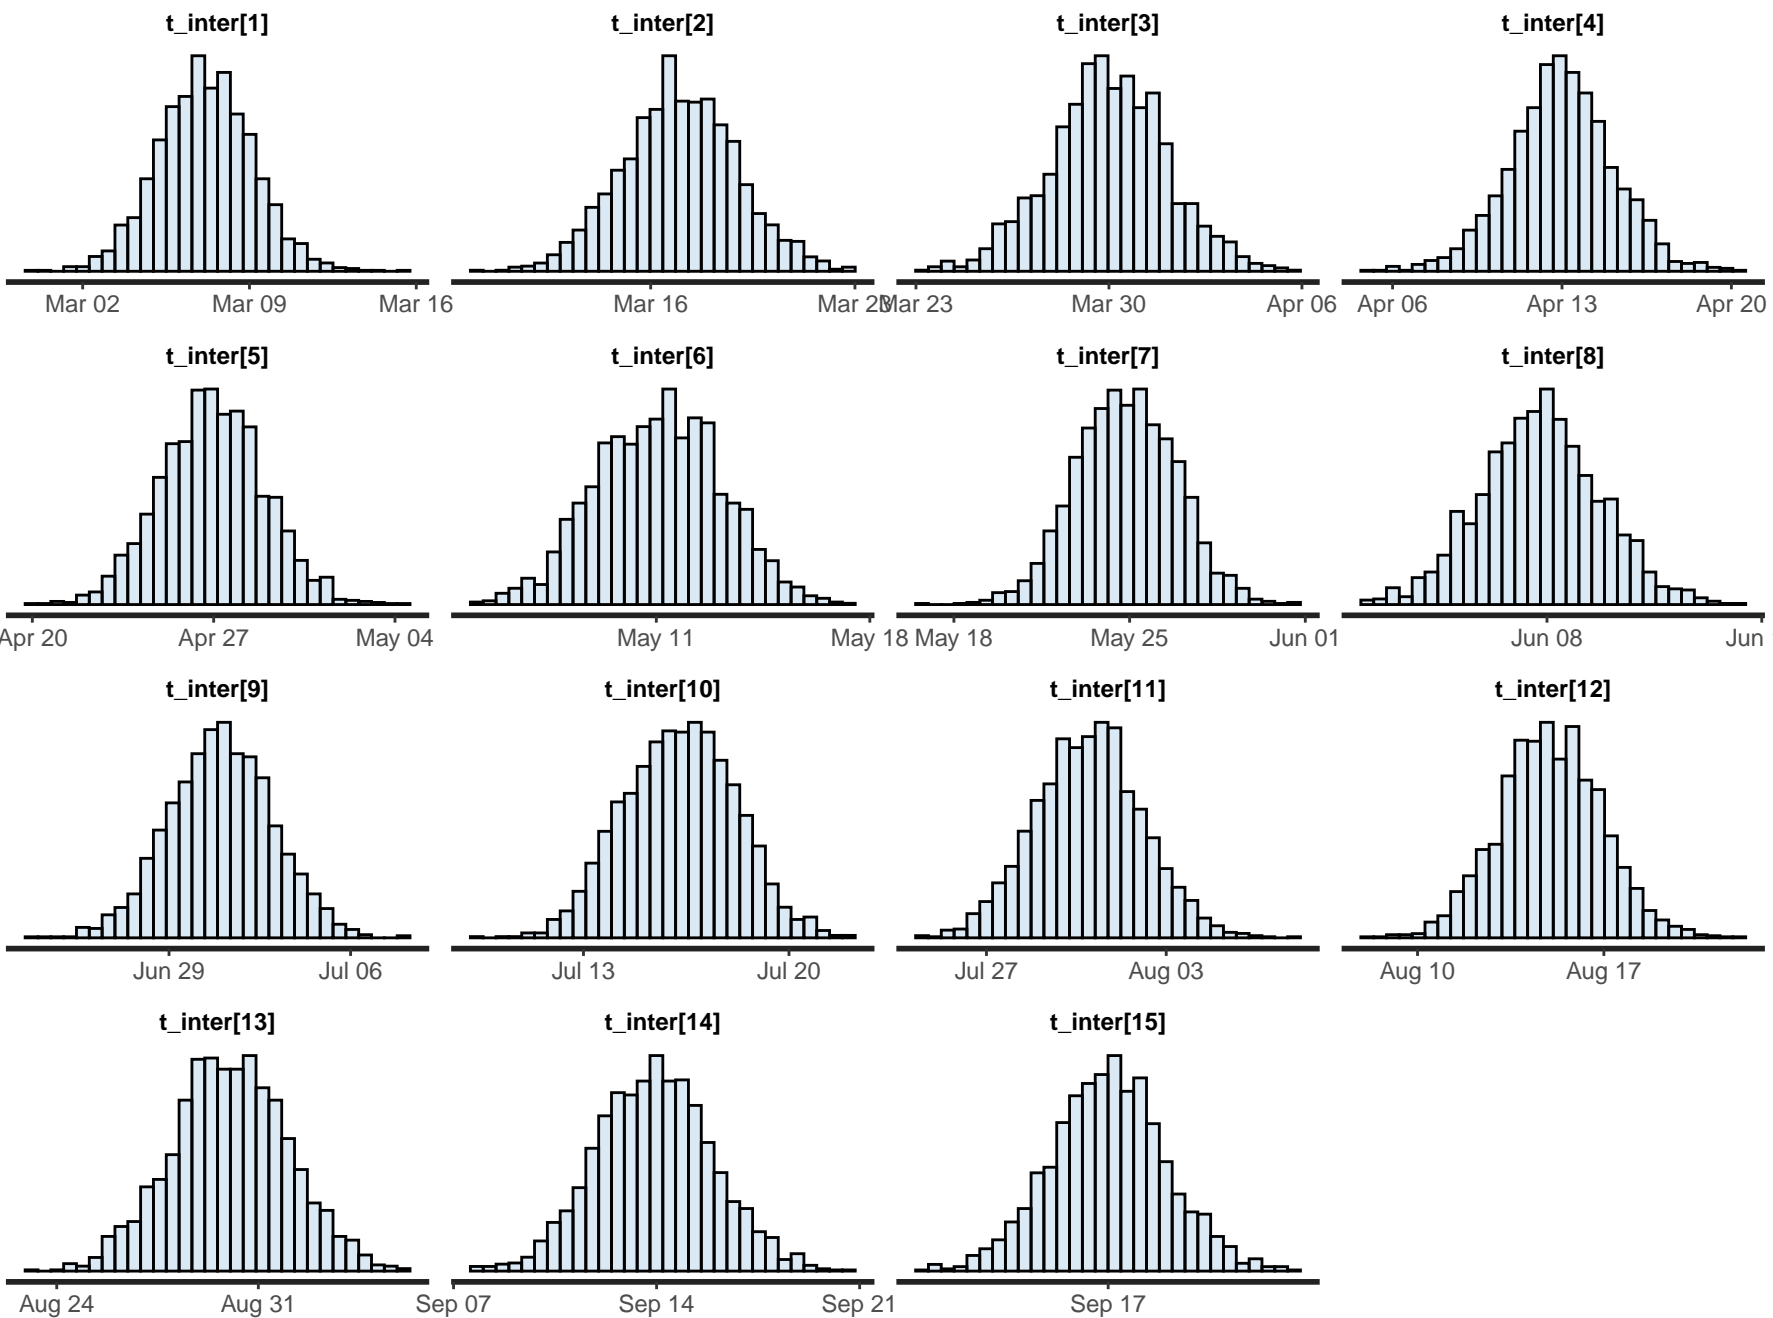 t_inter[1] t_inter[2] t_inter[3] t_inter[4]
Mar 02 Mar 09 Mar 16 Mar 16 Mar 23 Mar 23 Mar 30 Apr 06 Apr 06 Apr 13 Apr 20
t_inter[5] t_inter[6] t_inter[7] t_inter[8]
Apr 20 Apr 27 May 04 May 11 May 18 May 18 May 25 Jun 01 Jun 08 Jun
t_inter[9] t_inter[10] t_inter[11] t_inter[12]
Jun 29 Jul 06 Jul 13 Jul 20 Jul 27 Aug 03 Aug 10 Aug 17
t_inter[13] t_inter[14] t_inter[15]
Aug 24 Aug 31 Sep 07 Sep 14 Sep 21 Sep 17